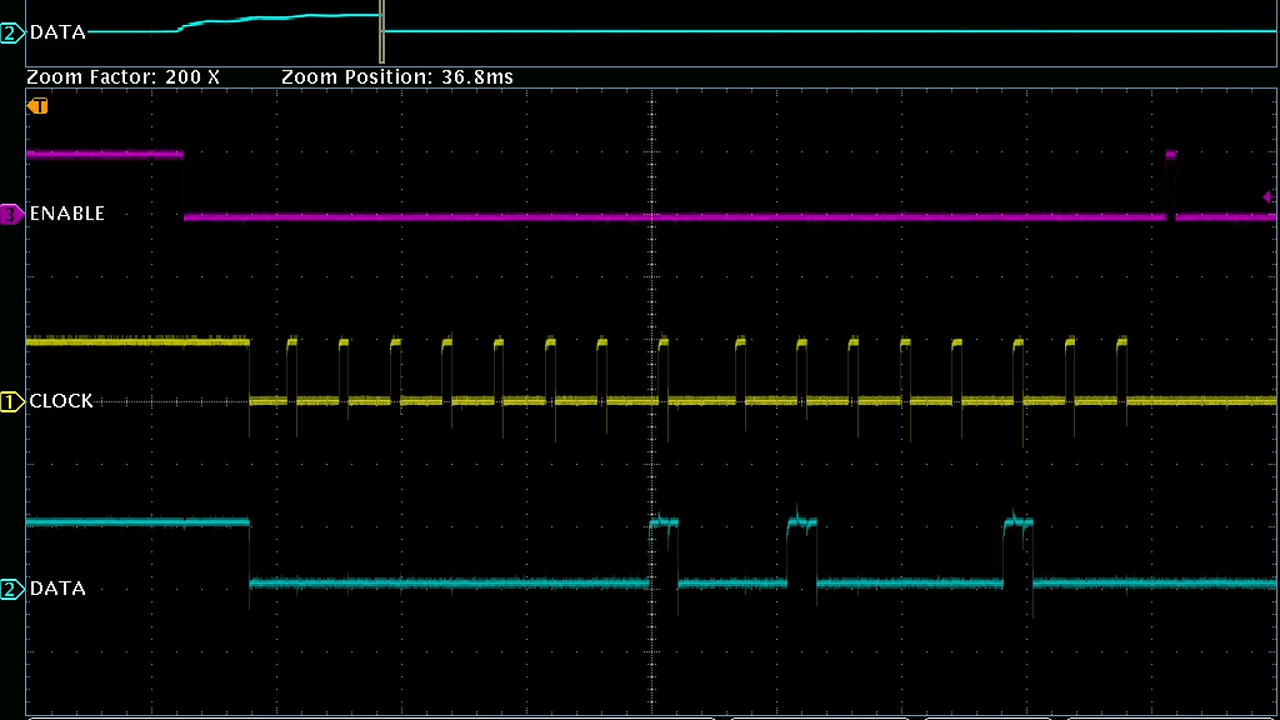 2 DATA
Zoom Factor: 200 X Zoom Position: 36.8ms
T
3 ENABLE
1 CLOCK
2 DATA